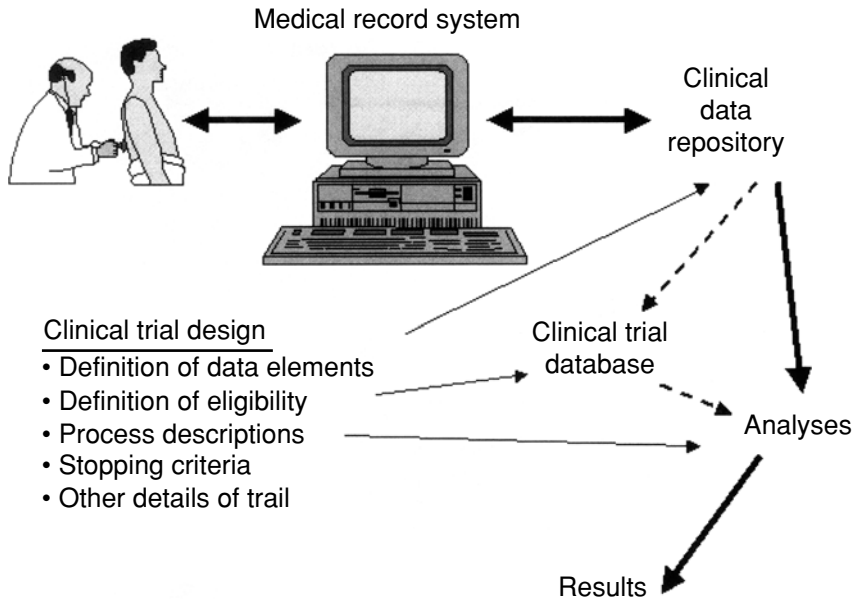 Medical record system
Clinical
data
repository
Clinical trial design
• Definition of data elements
• Definition of eligibility
• Process descriptions
• Stopping criteria
• Other details of trail
Clinical trial
database
Analyses
Results